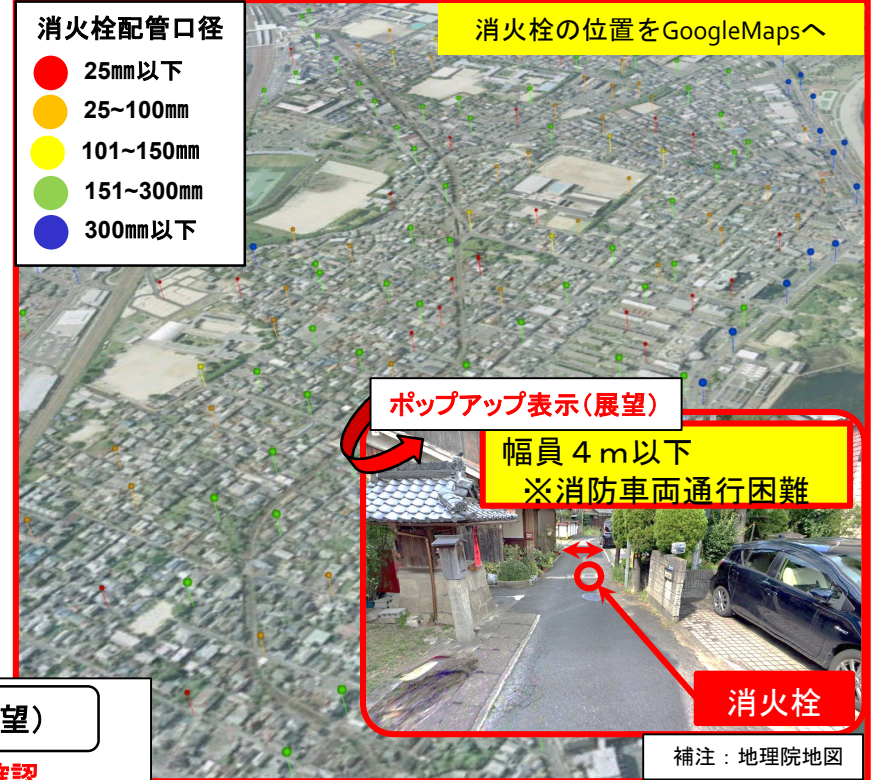 消火栓配管口径
25㎜以下
25~100㎜
101~150㎜
151~300㎜
300㎜以下
消火栓の位置をGoogleMapsへ
ポップアップ表示(展望)
幅員4m以下
※消防車両通行困難
消火栓
望)
確認
補注：地理院地図